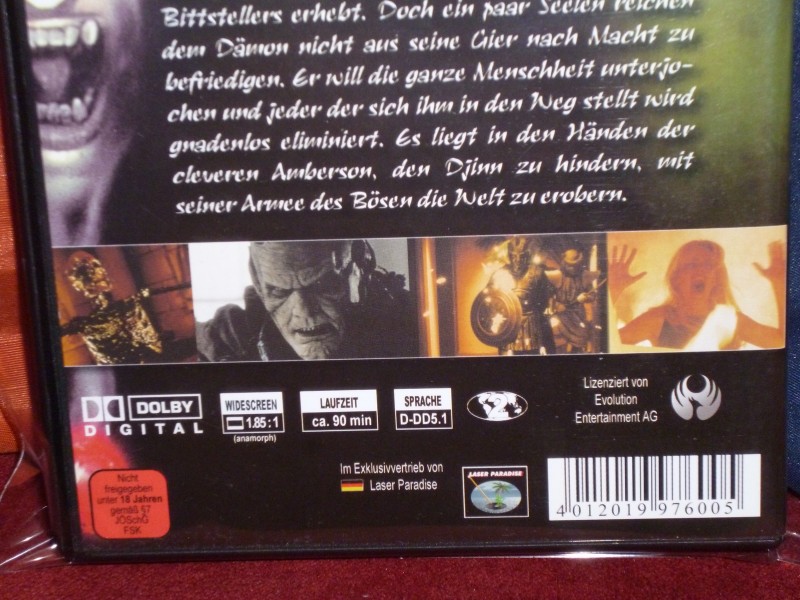 Bittstellers erhebt. Doch ein paar Seelen reichen
dem Dämon nicht aus seine Gier nach Macht zu
befriedigen. Er will die ganze Menschheit unterjo-
chen und jeder der sich ihm in den Weg stellt wird
gnadenlos eliminiert. Es liegt in den Händen der
cleveren Amberson, den Djinn zu hindern, mit
seiner Armee des Bösen die Welt zu erobern.
DOLBY
DIGITAL
WIDESCREEN
1.85:1
(anamorph)
LAUFZEIT
ca. 90 min
SPRACHE
D-DD5.1
2
Lizenziert von
Evolution
Entertainment AG
Nicht
freigegeben
unter 18 Jahren
gemäß §7
JÖSchG
FSK
Im Exklusivvertrieb von
Laser Paradise
LASER PARADISE
4 012019 976005